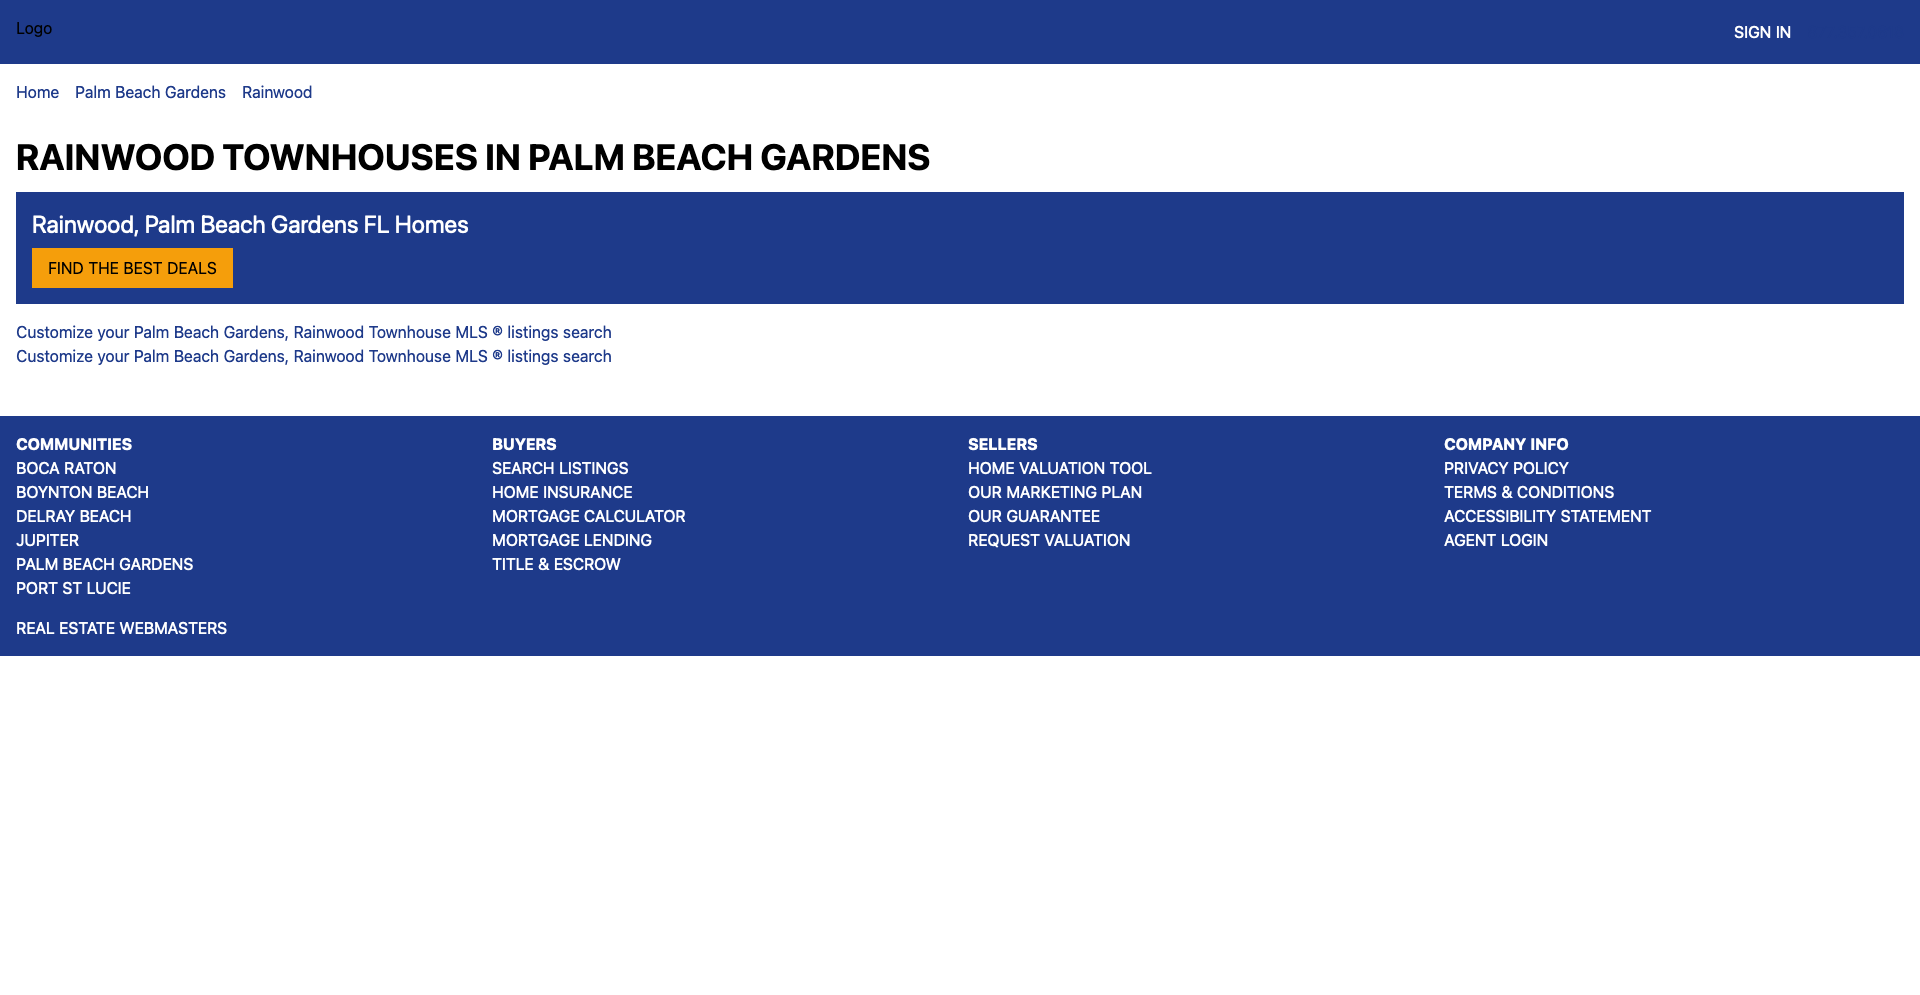 Logo
SIGN IN
Home Palm Beach Gardens Rainwood
RAINWOOD TOWNHOUSES IN PALM BEACH GARDENS
Rainwood, Palm Beach Gardens FL Homes
FIND THE BEST DEALS
Customize your Palm Beach Gardens, Rainwood Townhouse MLS ® listings search
Customize your Palm Beach Gardens, Rainwood Townhouse MLS ® listings search
COMMUNITIES
BOCA RATON
BOYNTON BEACH
DELRAY BEACH
JUPITER
PALM BEACH GARDENS
PORT ST LUCIE
BUYERS
SEARCH LISTINGS
HOME INSURANCE
MORTGAGE CALCULATOR
MORTGAGE LENDING
TITLE & ESCROW
SELLERS
HOME VALUATION TOOL
OUR MARKETING PLAN
OUR GUARANTEE
REQUEST VALUATION
COMPANY INFO
PRIVACY POLICY
TERMS & CONDITIONS
ACCESSIBILITY STATEMENT
AGENT LOGIN
REAL ESTATE WEBMASTERS